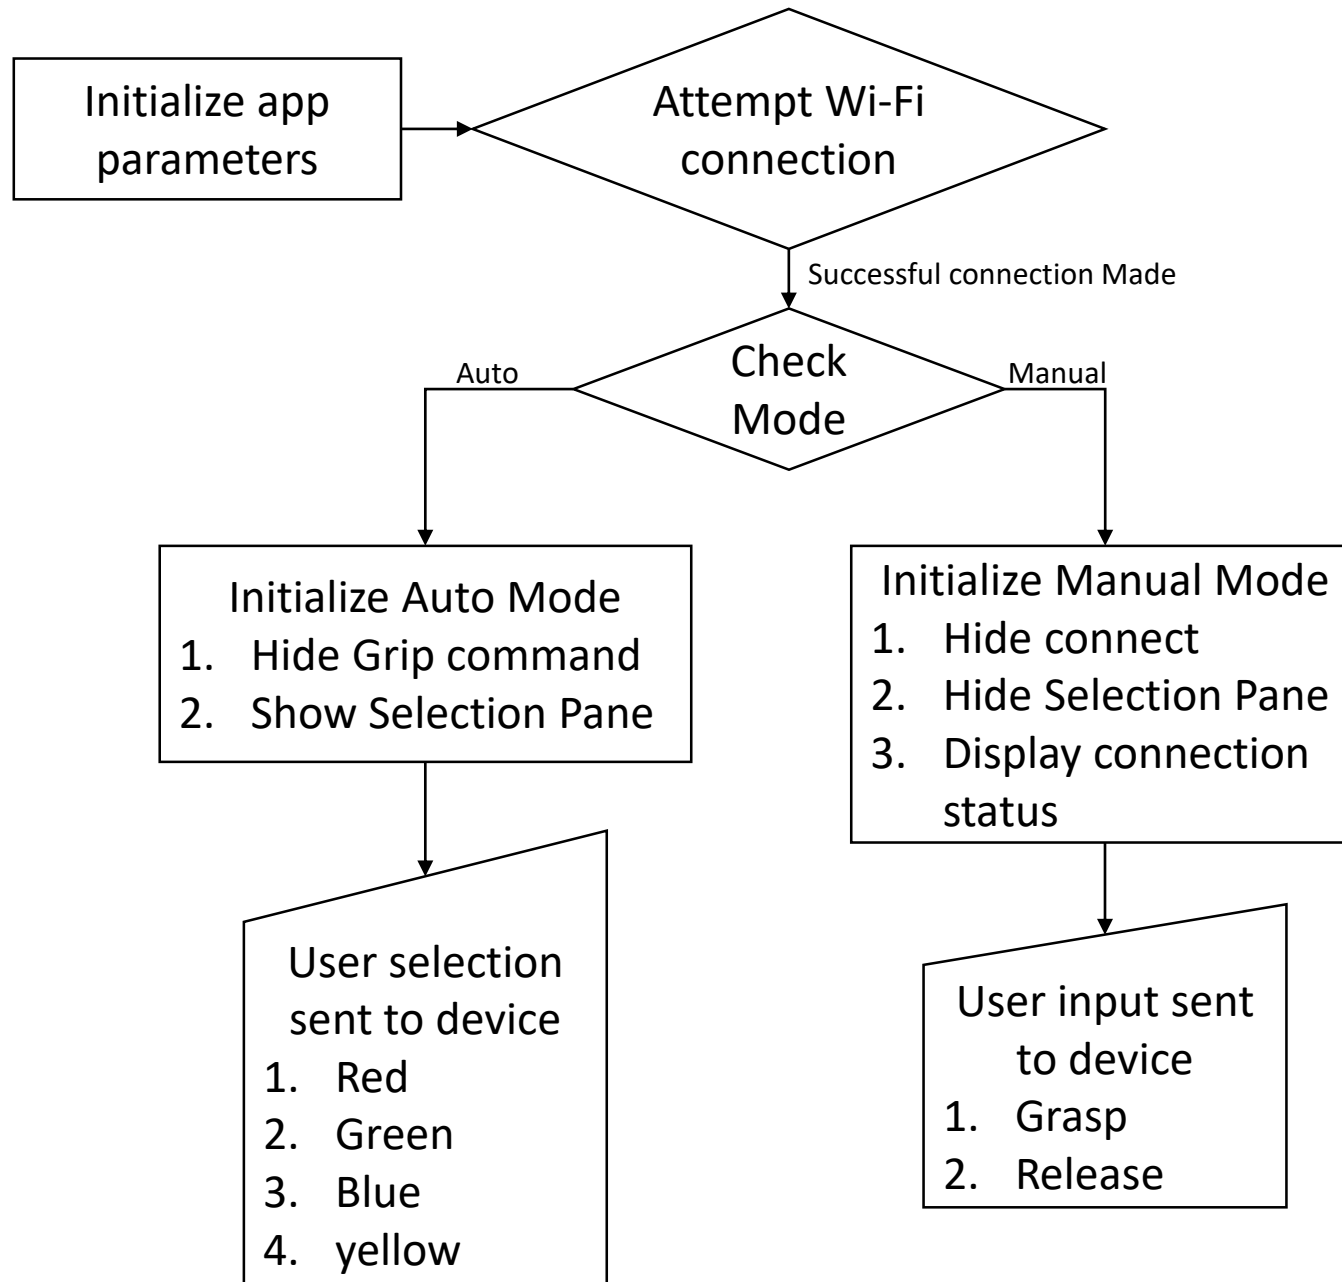 Initialize app
parameters
Attempt Wi-Fi
connection
Successful connection Made
Auto
Check
Mode
Manual
Initialize Auto Mode
1. Hide Grip command
2. Show Selection Pane
Initialize Manual Mode
1. Hide connect
2. Hide Selection Pane
3. Display connection
status
User selection
sent to device
1. Red
2. Green
3. Blue
4. yellow
User input sent
to device
1. Grasp
2. Release